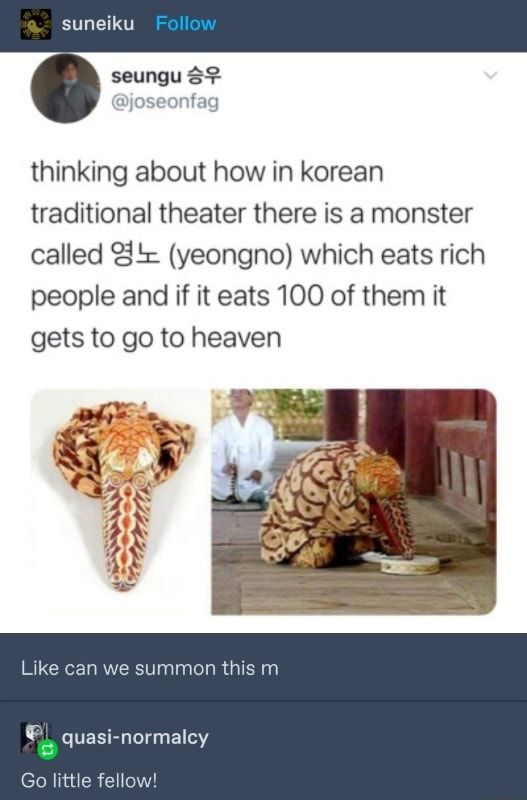 suneiku Follow
seungu 승우
@joseonfag
thinking about how in korean
traditional theater there is a monster
called 영노 (yeongno) which eats rich
people and if it eats 100 of them it
gets to go to heaven
Like can we summon this m
quasi-normalcy
Go little fellow!